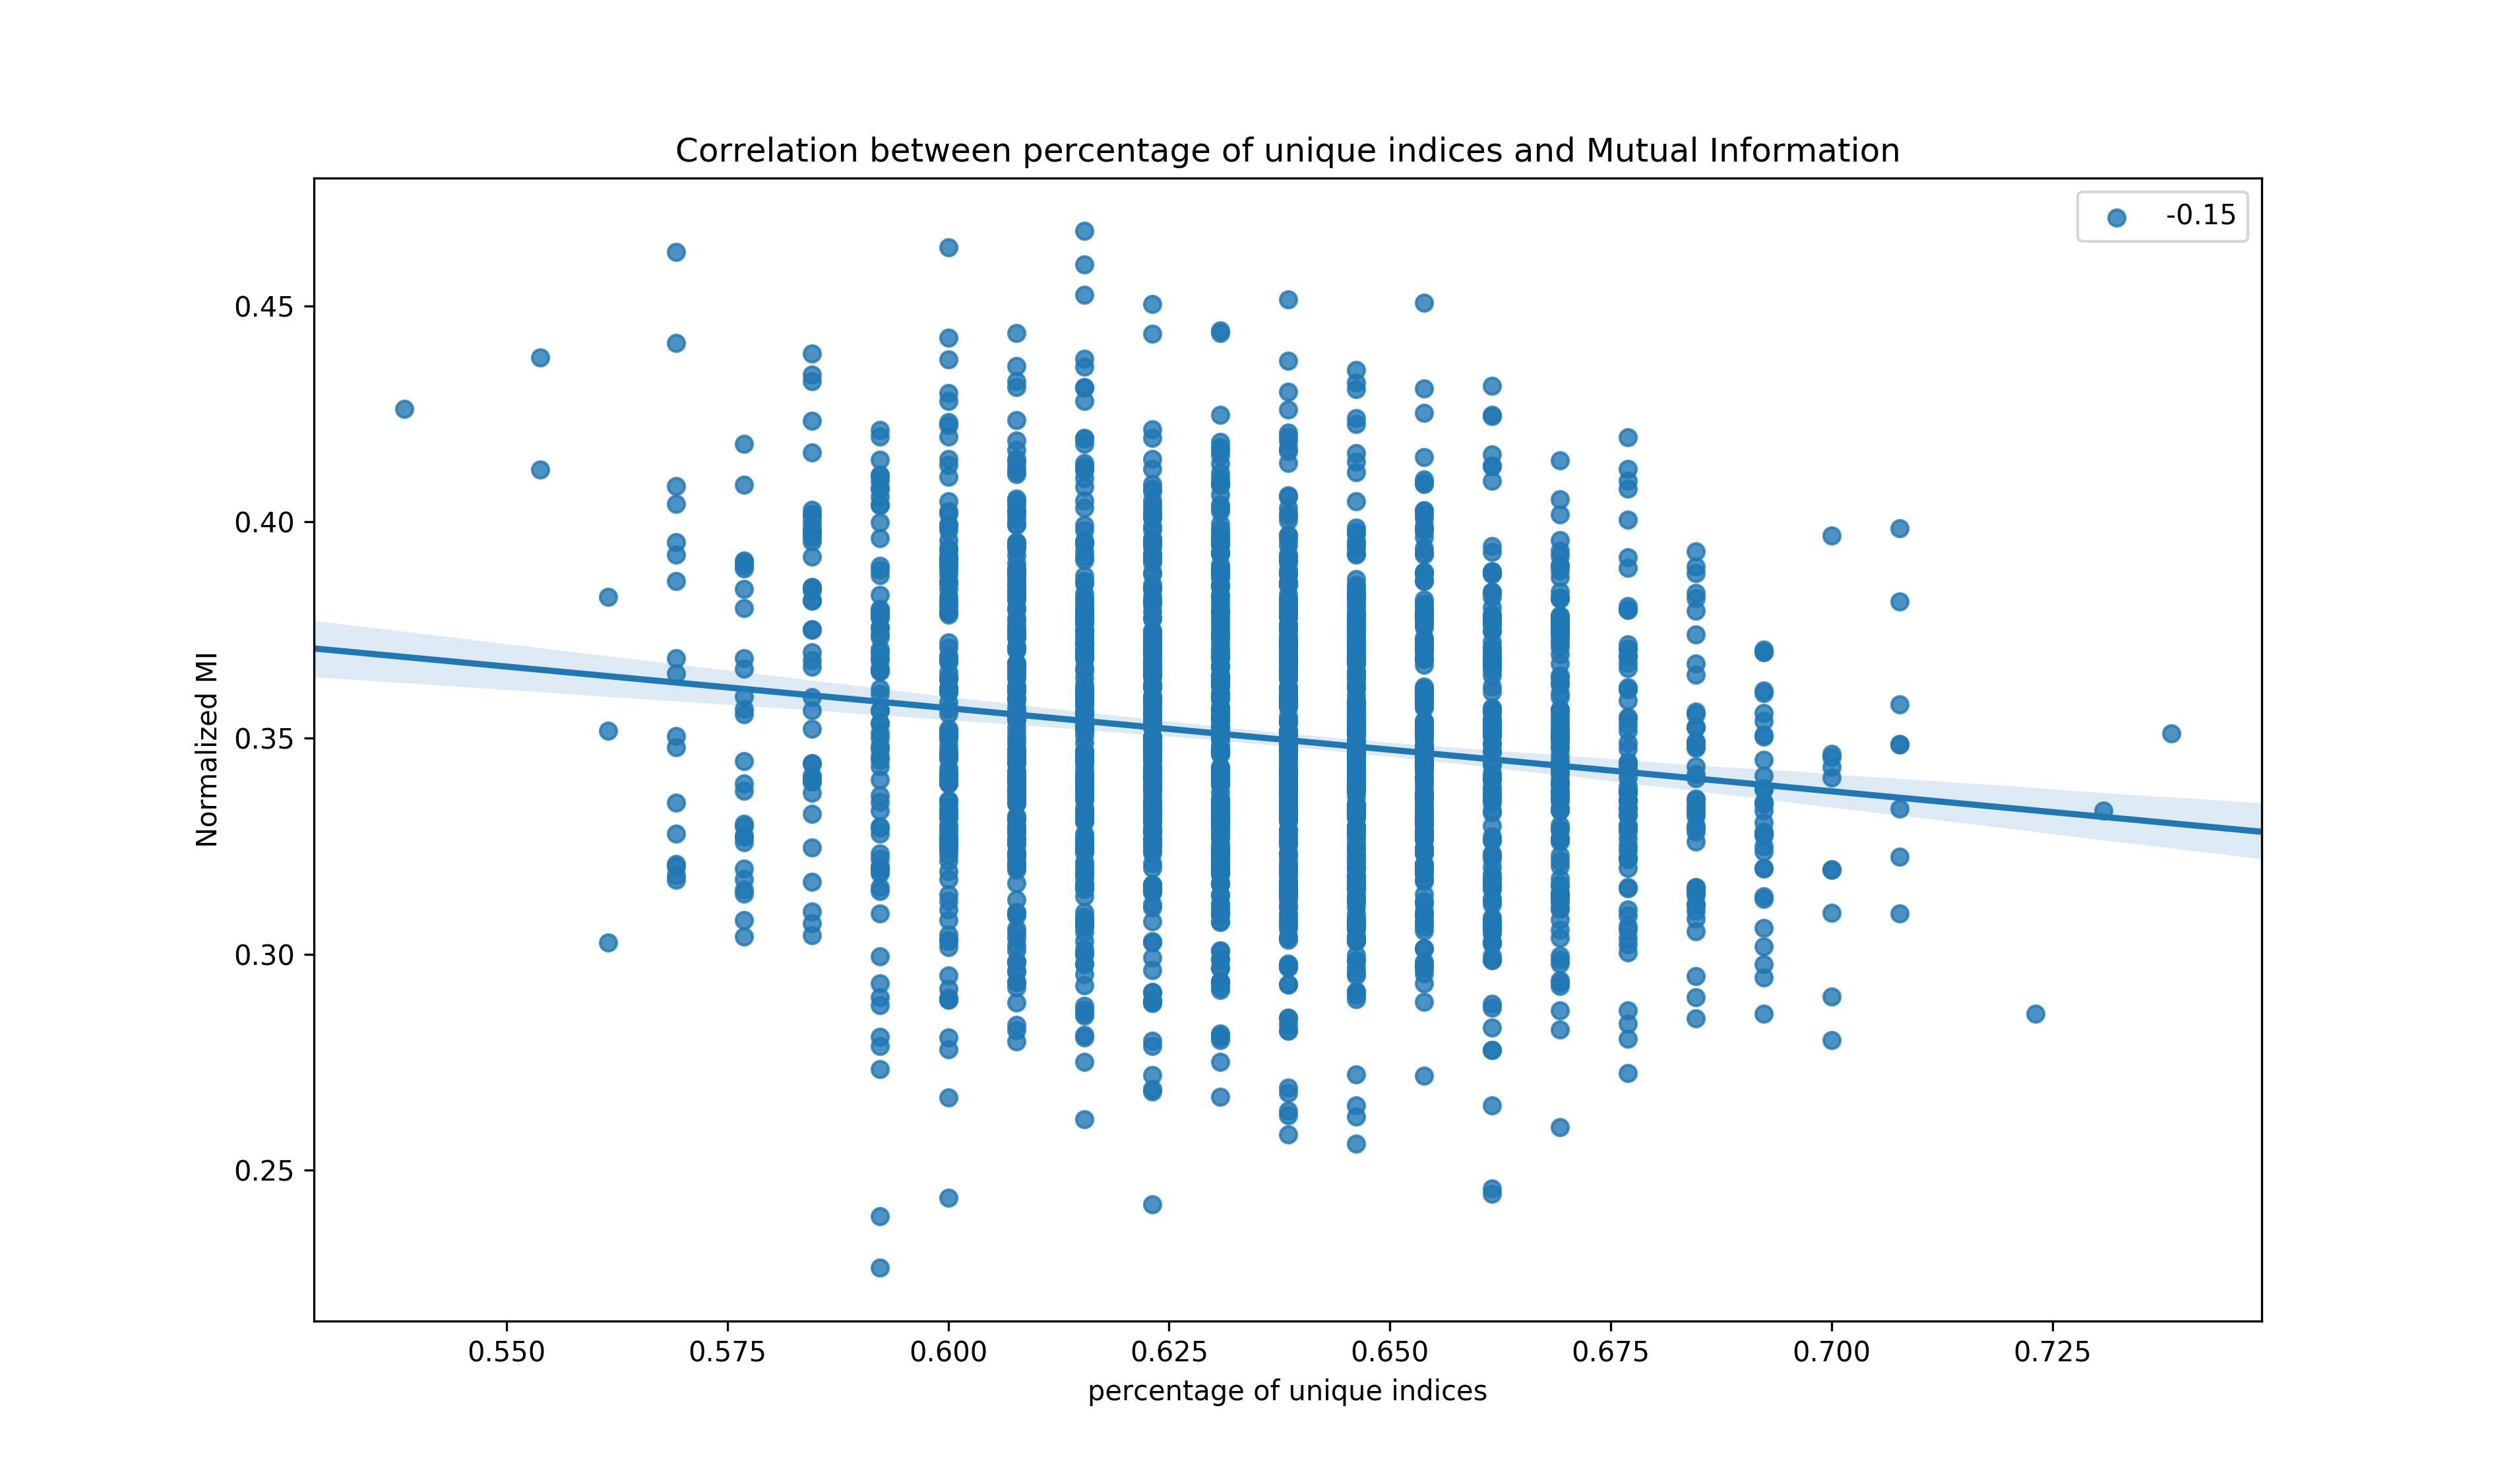 Correlation between percentage of unique indices and Mutual Information
-0.15
0.45
0.40
0.35
0.30
0.25
Normalized MI
0.550 0.575 0.600 0.625 0.650 0.675 0.700 0.725
percentage of unique indices